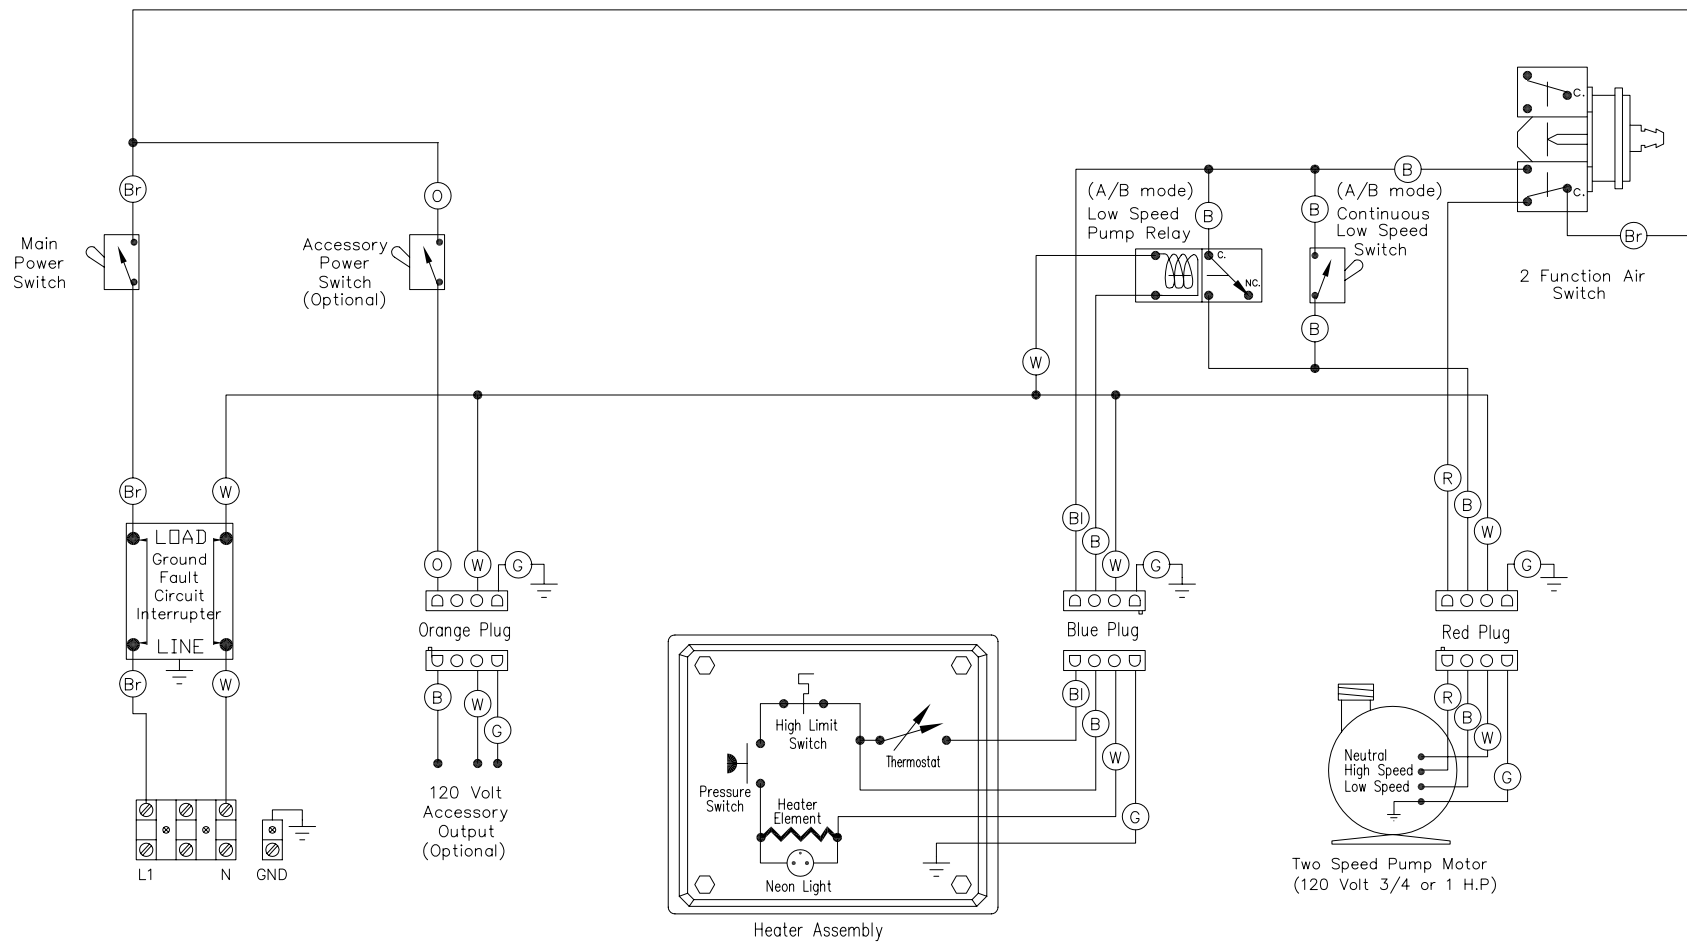 C.
C.
Br
O
B
(A/B mode)
Low Speed
Pump Relay
B
B
(A/B mode)
Continuous
Low Speed
Switch
Br
Main
Power
Switch
Accessory
Power
Switch
(Optional)
C.
NC.
2 Function Air
Switch
B
W
Br
W
R
B
W
Bl
B
W
G
LOAD
Ground
Fault
Circuit
Interrupter
LINE
O
W
G
G
Orange Plug
Blue Plug
Red Plug
Br
W
B
W
G
Bl
B
W
G
R
B
W
G
High Limit
Switch
Thermostat
Pressure
Switch
Heater
Element
Neon Light
Neutral
High Speed
Low Speed
120 Volt
Accessory
Output
(Optional)
L1
N
GND
Two Speed Pump Motor
(120 Volt 3/4 or 1 H.P)
Heater Assembly